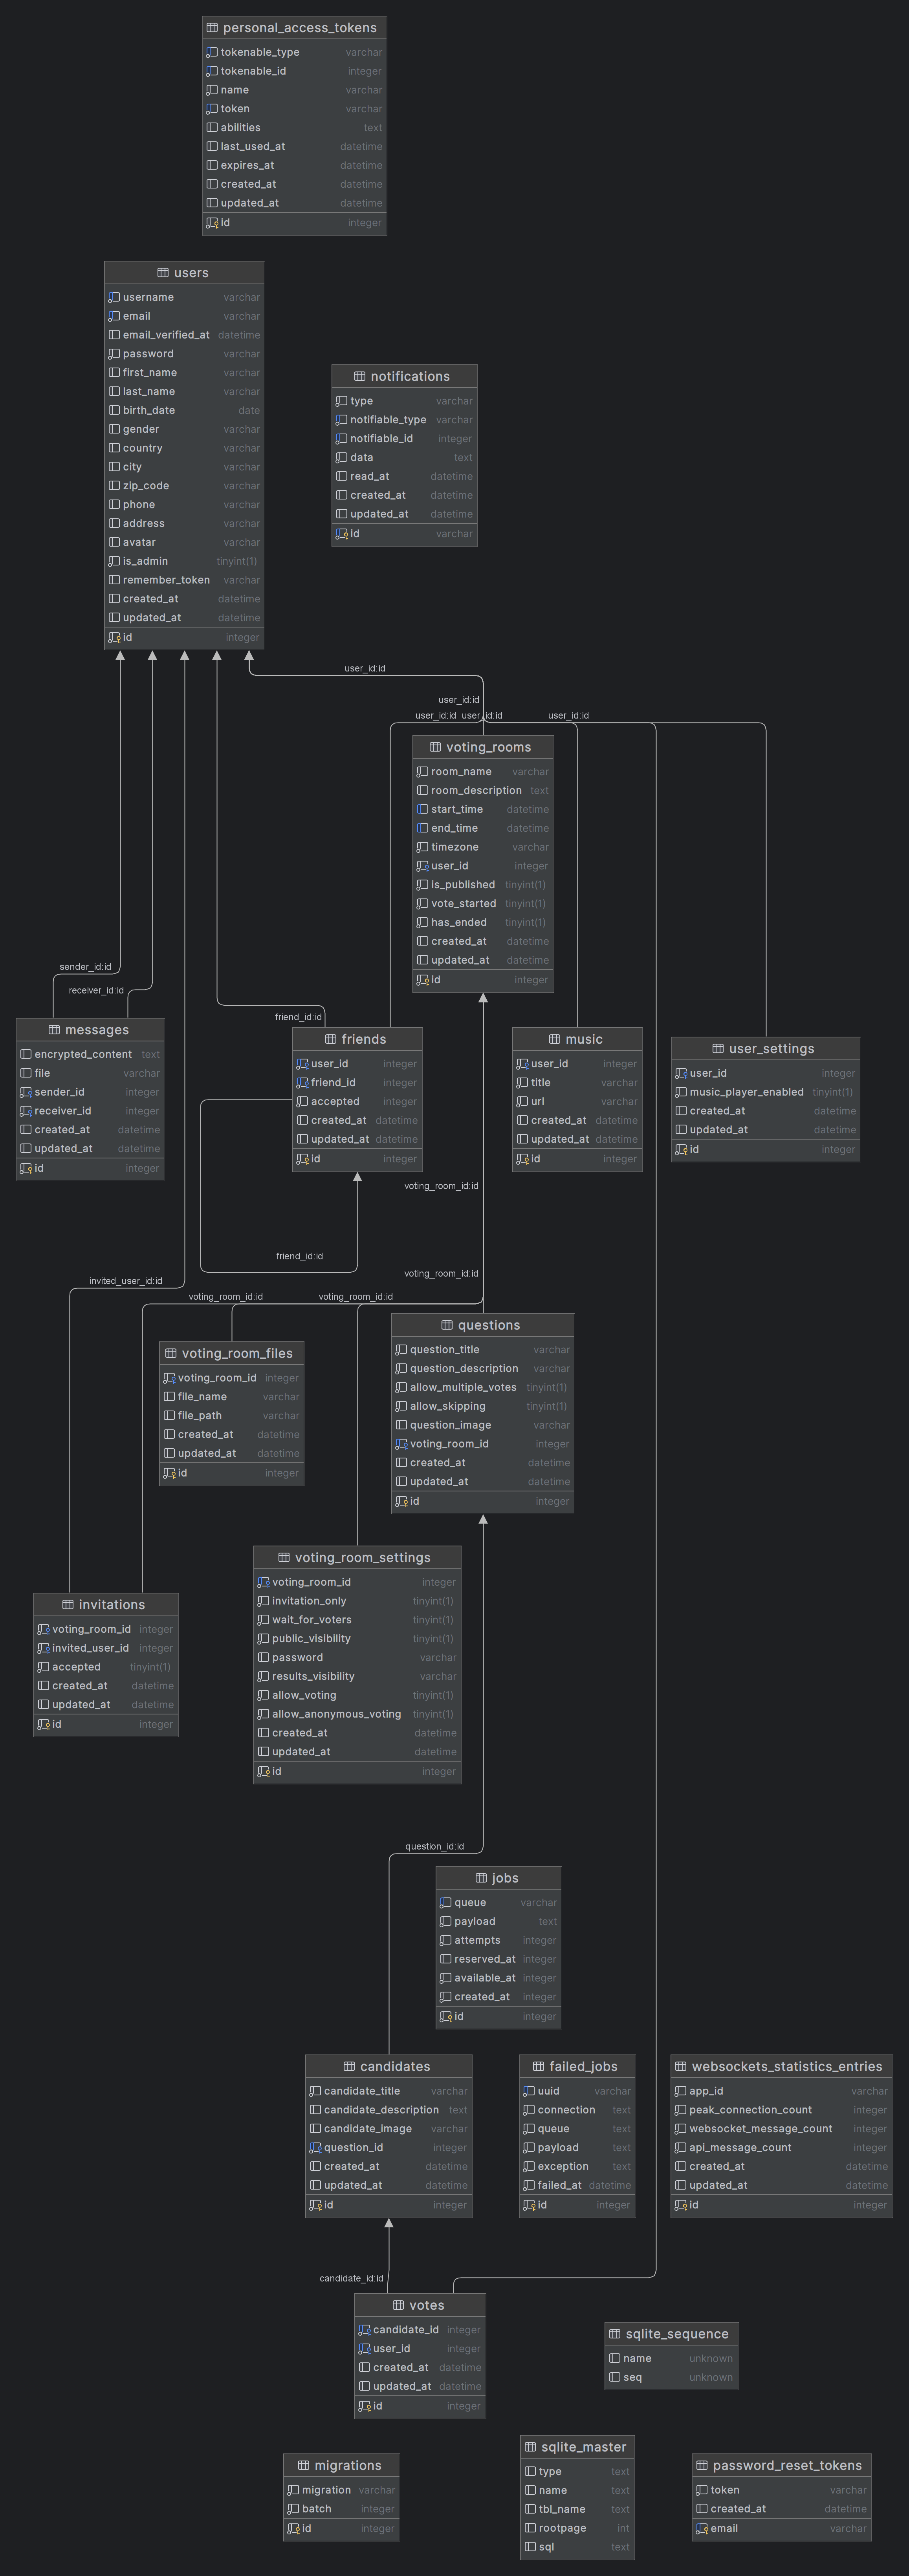 personal_access_tokens
tokenable_type varchar
tokenable_id integer
name varchar
token varchar
abilities text
last_used_at datetime
expires_at datetime
created_at datetime
updated_at datetime
id integer
users
username varchar
email varchar
email_verified_at datetime
password varchar
first_name varchar
last_name varchar
birth_date date
gender varchar
country varchar
city varchar
zip_code varchar
phone varchar
address varchar
avatar varchar
is_admin tinyint(1)
remember_token varchar
created_at datetime
updated_at datetime
id integer
notifications
type varchar
notifiable_type varchar
notifiable_id integer
data text
read_at datetime
created_at datetime
updated_at datetime
id varchar
user_id:id
user_id:id
user_id:id user_id:id user_id:id
voting_rooms
room_name varchar
room_description text
start_time datetime
end_time datetime
timezone varchar
user_id integer
is_published tinyint(1)
vote_started tinyint(1)
has_ended tinyint(1)
created_at datetime
updated_at datetime
id integer
sender_id:id
receiver_id:id
messages
encrypted_content text
file varchar
sender_id integer
receiver_id integer
created_at datetime
updated_at datetime
id integer
friend_id:id
friends
user_id integer
friend_id integer
accepted integer
created_at datetime
updated_at datetime
id integer
music
user_id integer
title varchar
url varchar
created_at datetime
updated_at datetime
id integer
user_settings
user_id integer
music_player_enabled tinyint(1)
created_at datetime
updated_at datetime
id integer
voting_room_id:id
friend_id:id
voting_room_id:id
invited_user_id:id
voting_room_id:id voting_room_id:id
voting_room_files
voting_room_id integer
file_name varchar
file_path varchar
created_at datetime
updated_at datetime
id integer
questions
question_title varchar
question_description varchar
allow_multiple_votes tinyint(1)
allow_skipping tinyint(1)
question_image varchar
voting_room_id integer
created_at datetime
updated_at datetime
id integer
voting_room_settings
voting_room_id integer
invitation_only tinyint(1)
wait_for_voters tinyint(1)
public_visibility tinyint(1)
password varchar
results_visibility varchar
allow_voting tinyint(1)
allow_anonymous_voting tinyint(1)
created_at datetime
updated_at datetime
id integer
invitations
voting_room_id integer
invited_user_id integer
accepted tinyint(1)
created_at datetime
updated_at datetime
id integer
question_id:id
jobs
queue varchar
payload text
attempts integer
reserved_at integer
available_at integer
created_at integer
id integer
candidates
candidate_title varchar
candidate_description text
candidate_image varchar
question_id integer
created_at datetime
updated_at datetime
id integer
failed_jobs
uuid varchar
connection text
queue text
payload text
exception text
failed_at datetime
id integer
websockets_statistics_entries
app_id varchar
peak_connection_count integer
websocket_message_count integer
api_message_count integer
created_at datetime
updated_at datetime
id integer
candidate_id:id
votes
candidate_id integer
user_id integer
created_at datetime
updated_at datetime
id integer
sqlite_sequence
name unknown
seq unknown
migrations
migration varchar
batch integer
id integer
sqlite_master
type text
name text
tbl_name text
rootpage int
sql text
password_reset_tokens
token varchar
created_at datetime
email varchar